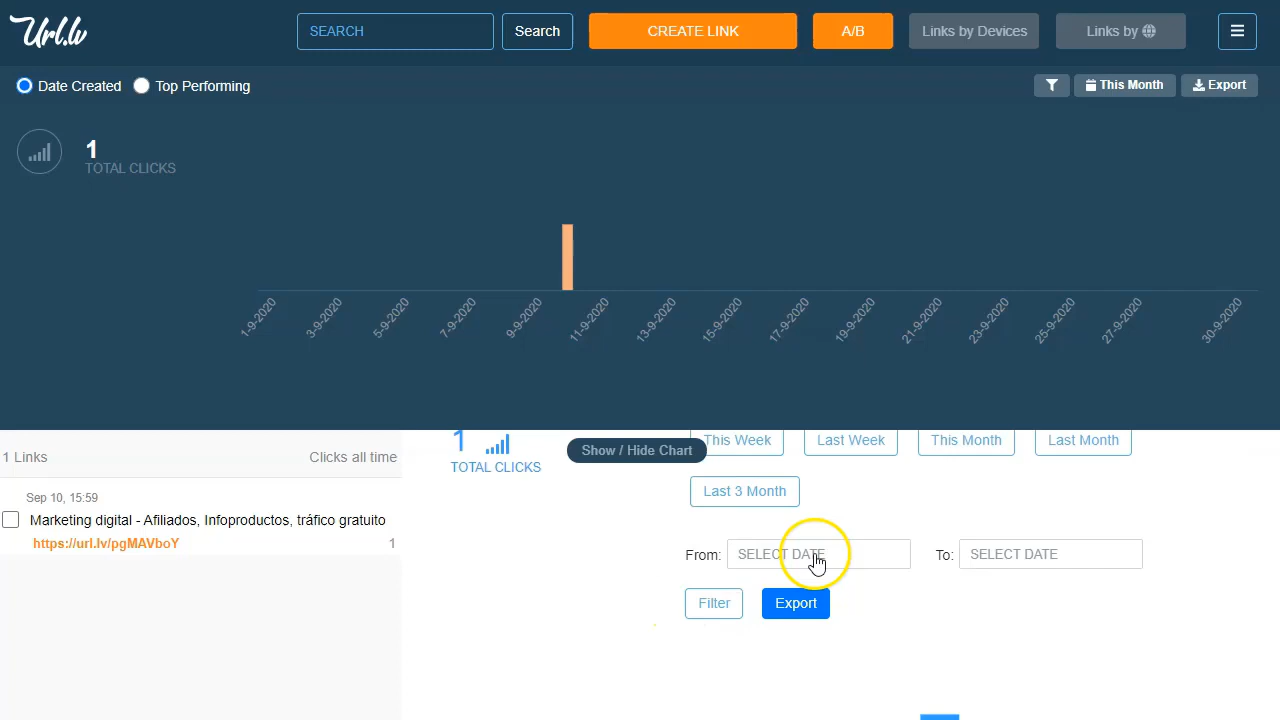 Url.lv
SEARCH
Search
CREATE LINK
A/B
Links by Devices
Links by
Date Created
Top Performing
This Month
Export
1
TOTAL CLICKS
1-9-2020
3-9-2020
5-9-2020
7-9-2020
9-9-2020
11-9-2020
13-9-2020
15-9-2020
17-9-2020
19-9-2020
21-9-2020
23-9-2020
25-9-2020
27-9-2020
30-9-2020
1 Links
Clicks all time
Sep 10, 15:59
Marketing digital - Afiliados, Infoproductos, tráfico gratuito
https://url.lv/pgMAVboY
1
1
TOTAL CLICKS
Show / Hide Chart
This Week
Last Week
This Month
Last Month
Last 3 Month
From:
SELECT DATE
To:
SELECT DATE
Filter
Export